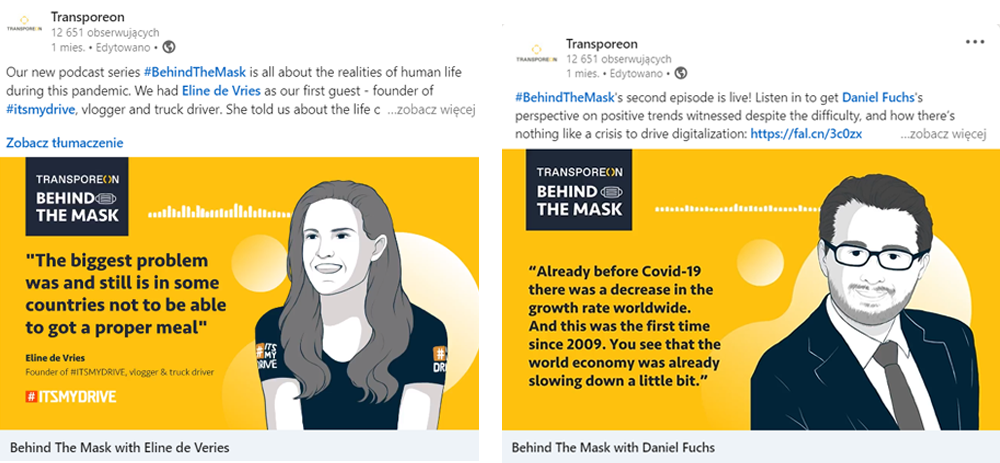 Transporeon
12 651 obserwujących
1 mies. • Edytowano •
TRANSPOREON
Our new podcast series #BehindTheMask is all about the realities of human life
during this pandemic. We had Eline de Vries as our first guest - founder of
#itsmydrive, vlogger and truck driver. She told us about the life c ...zobacz więcej
Zobacz tłumaczenie
TRANSPOREON
BEHIND
THE MASK
"The biggest problem
was and still is in some
countries not to be able
to got a proper meal"
Eline de Vries
Founder of #ITSMYDRIVE, vlogger & truck driver
# ITSMYDRIVE
#ITS
MY
DRIVE
Behind The Mask with Eline de Veries
Transporeon
12 651 obserwujących
1 mies. • Edytowano •
TRANSPOREON
#BehindTheMask's second episode is live! Listen in to get Daniel Fuchs's
perspective on positive trends witnessed despite the difficulty, and how there's
nothing like a crisis to drive digitalization: https://fal.cn/3c0zx ...zobacz więcej
TRANSPOREON
BEHIND
THE MASK
“Already before Covid-19
there was a decrease in the
growth rate worldwide.
And this was the first time
since 2009. You see that the
world economy was already
slowing down a little bit.”
Behind The Mask with Daniel Fuchs